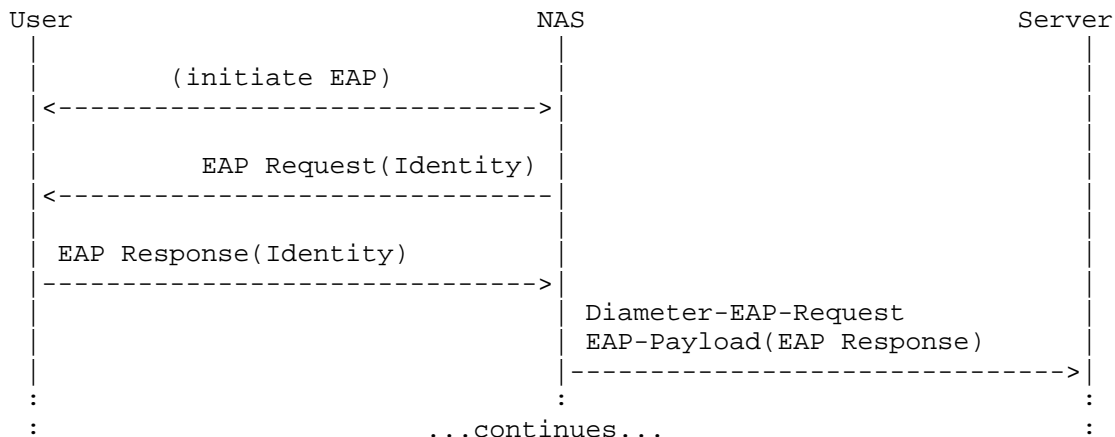 User NAS Server
(initiate EAP)
EAP Request(Identity)
EAP Response(Identity)
Diameter-EAP-Request
EAP-Payload(EAP Response)
...continues...